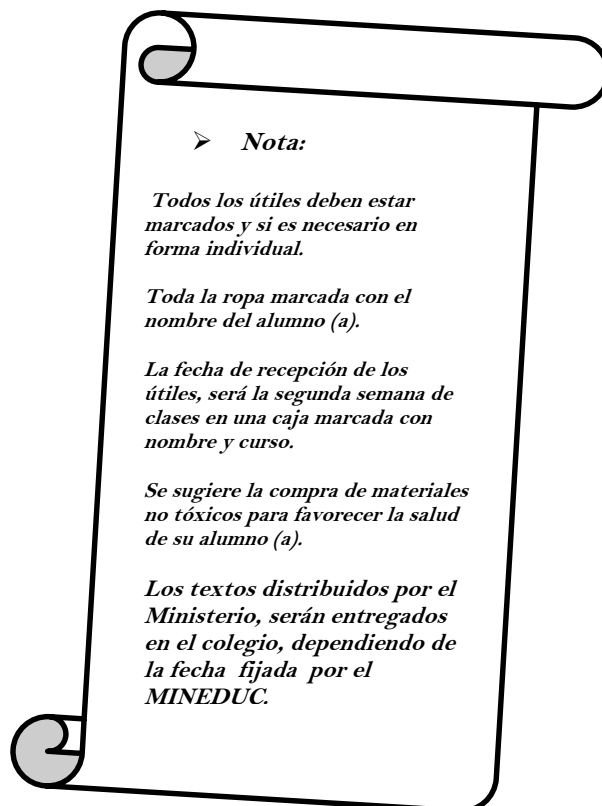 ➢ Nota:
Todos los útiles deben estar
marcados y si es necesario en
forma individual.
Toda la ropa marcada con el
nombre del alumno (a).
La fecha de recepción de los
útiles, será la segunda semana de
clases en una caja marcada con
nombre y curso.
Se sugiere la compra de materiales
no tóxicos para favorecer la salud
de su alumno (a).
Los textos distribuidos por el
Ministerio, serán entregados
en el colegio, dependiendo de
la fecha fijada por el
MINEDUC.